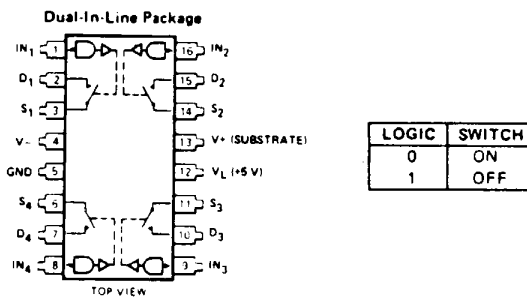 Dual-In-Line Package
IN1 1 16 IN2
D1 2 15 D2
S1 3 14 S2
V- 4 13 V+ (SUBSTRATE)
GND 5 12 VL (+5 V)
S4 6 11 S3
D4 7 10 D3
IN4 8 9 IN3
TOP VIEW
LOGIC SWITCH
0 ON
1 OFF